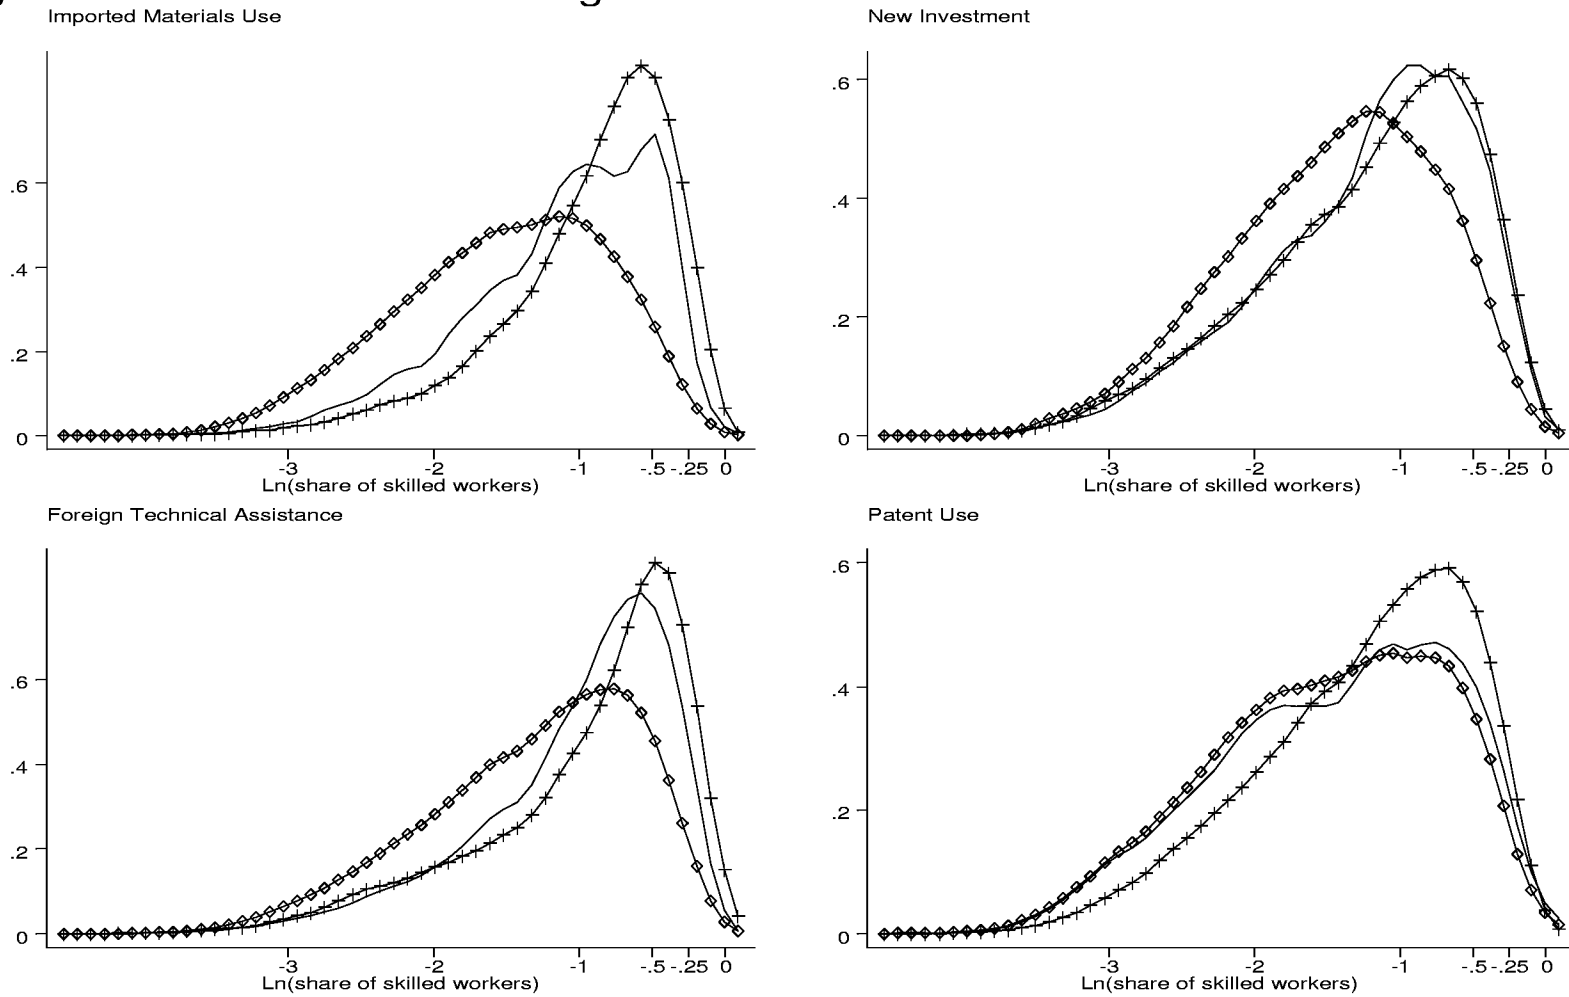 Imported Materials Use
.6
.4
.2
0
-3 -2 -1 -.5 -.25 0
Ln(share of skilled workers)
New Investment
.6
.4
.2
0
-3 -2 -1 -.5 -.25 0
Ln(share of skilled workers)
Foreign Technical Assistance
.6
.4
.2
0
-3 -2 -1 -.5 -.25 0
Ln(share of skilled workers)
Patent Use
.6
.4
.2
0
-3 -2 -1 -.5 -.25 0
Ln(share of skilled workers)